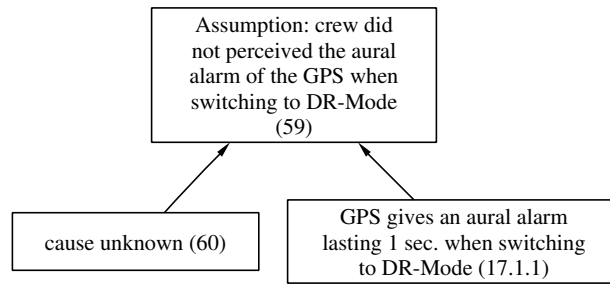 Assumption: crew did
not perceived the aural
alarm of the GPS when
switching to DR-Mode
(59)
cause unknown (60)
GPS gives an aural alarm
lasting 1 sec. when switching
to DR-Mode (17.1.1)